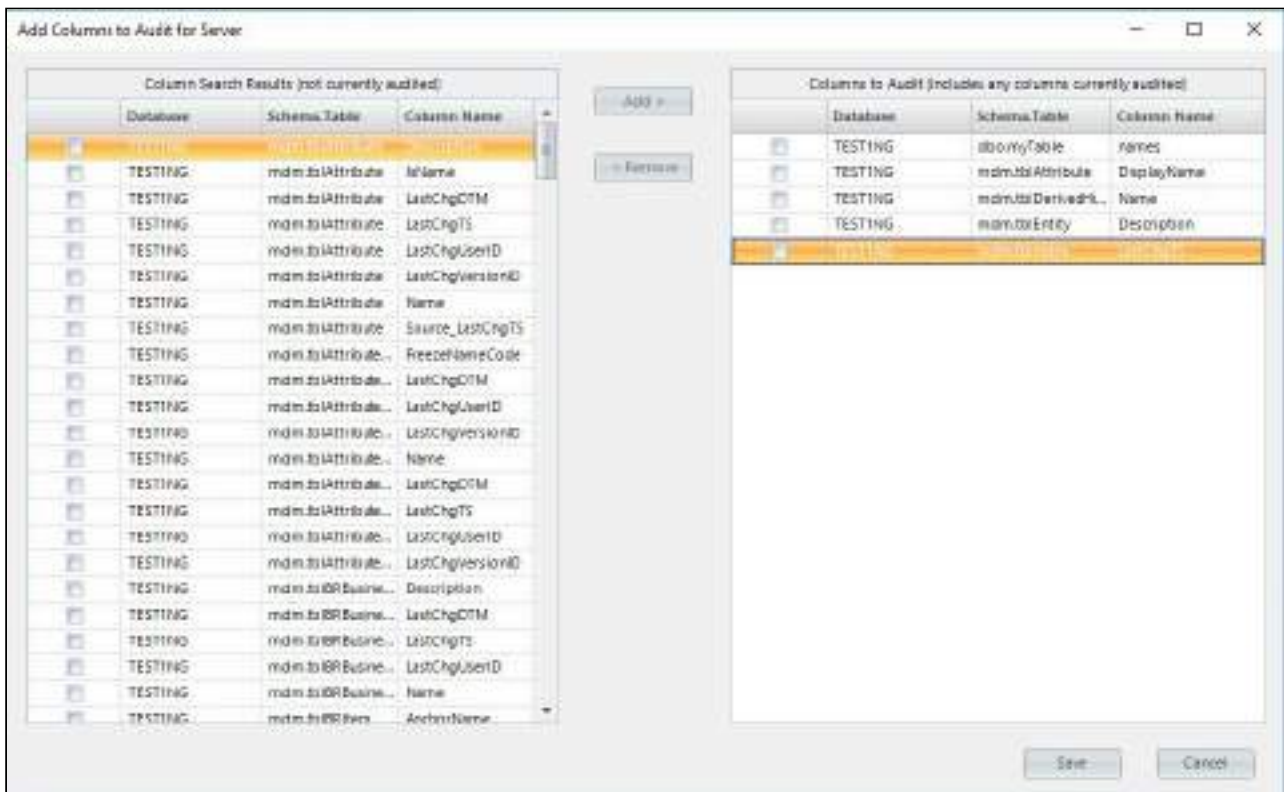 Add Columns to Audit for Server
Column Search Results (not currently audited)
Database Schema.Table Column Name
TESTING mdm.tblAttribute IsName
TESTING mdm.tblAttribute LastChgDTM
TESTING mdm.tblAttribute LastChgTS
TESTING mdm.tblAttribute LastChgUserID
TESTING mdm.tblAttribute LastChgVersionID
TESTING mdm.tblAttribute Name
TESTING mdm.tblAttribute Source_LastChgTS
TESTING mdm.tblAttribute... FreezeNameCode
TESTING mdm.tblAttribute... LastChgDTM
TESTING mdm.tblAttribute... LastChgUserID
TESTING mdm.tblAttribute... LastChgVersionID
TESTING mdm.tblAttribute... Name
TESTING mdm.tblAttribute... LastChgDTM
TESTING mdm.tblAttribute... LastChgTS
TESTING mdm.tblAttribute... LastChgUserID
TESTING mdm.tblAttribute... LastChgVersionID
TESTING mdm.tblBRBusine... Description
TESTING mdm.tblBRBusine... LastChgDTM
TESTING mdm.tblBRBusine... LastChgTS
TESTING mdm.tblBRBusine... LastChgUserID
TESTING mdm.tblBRBusine... Name
TESTING mdm.tblBRItem AnchorName
Add >
< Remove
Columns to Audit (includes any columns currently audited)
Database Schema.Table Column Name
TESTING dbo.myTable names
TESTING mdm.tblAttribute DisplayName
TESTING mdm.tblDerivedHi... Name
TESTING mdm.tblEntity Description
TESTING
Save Cancel